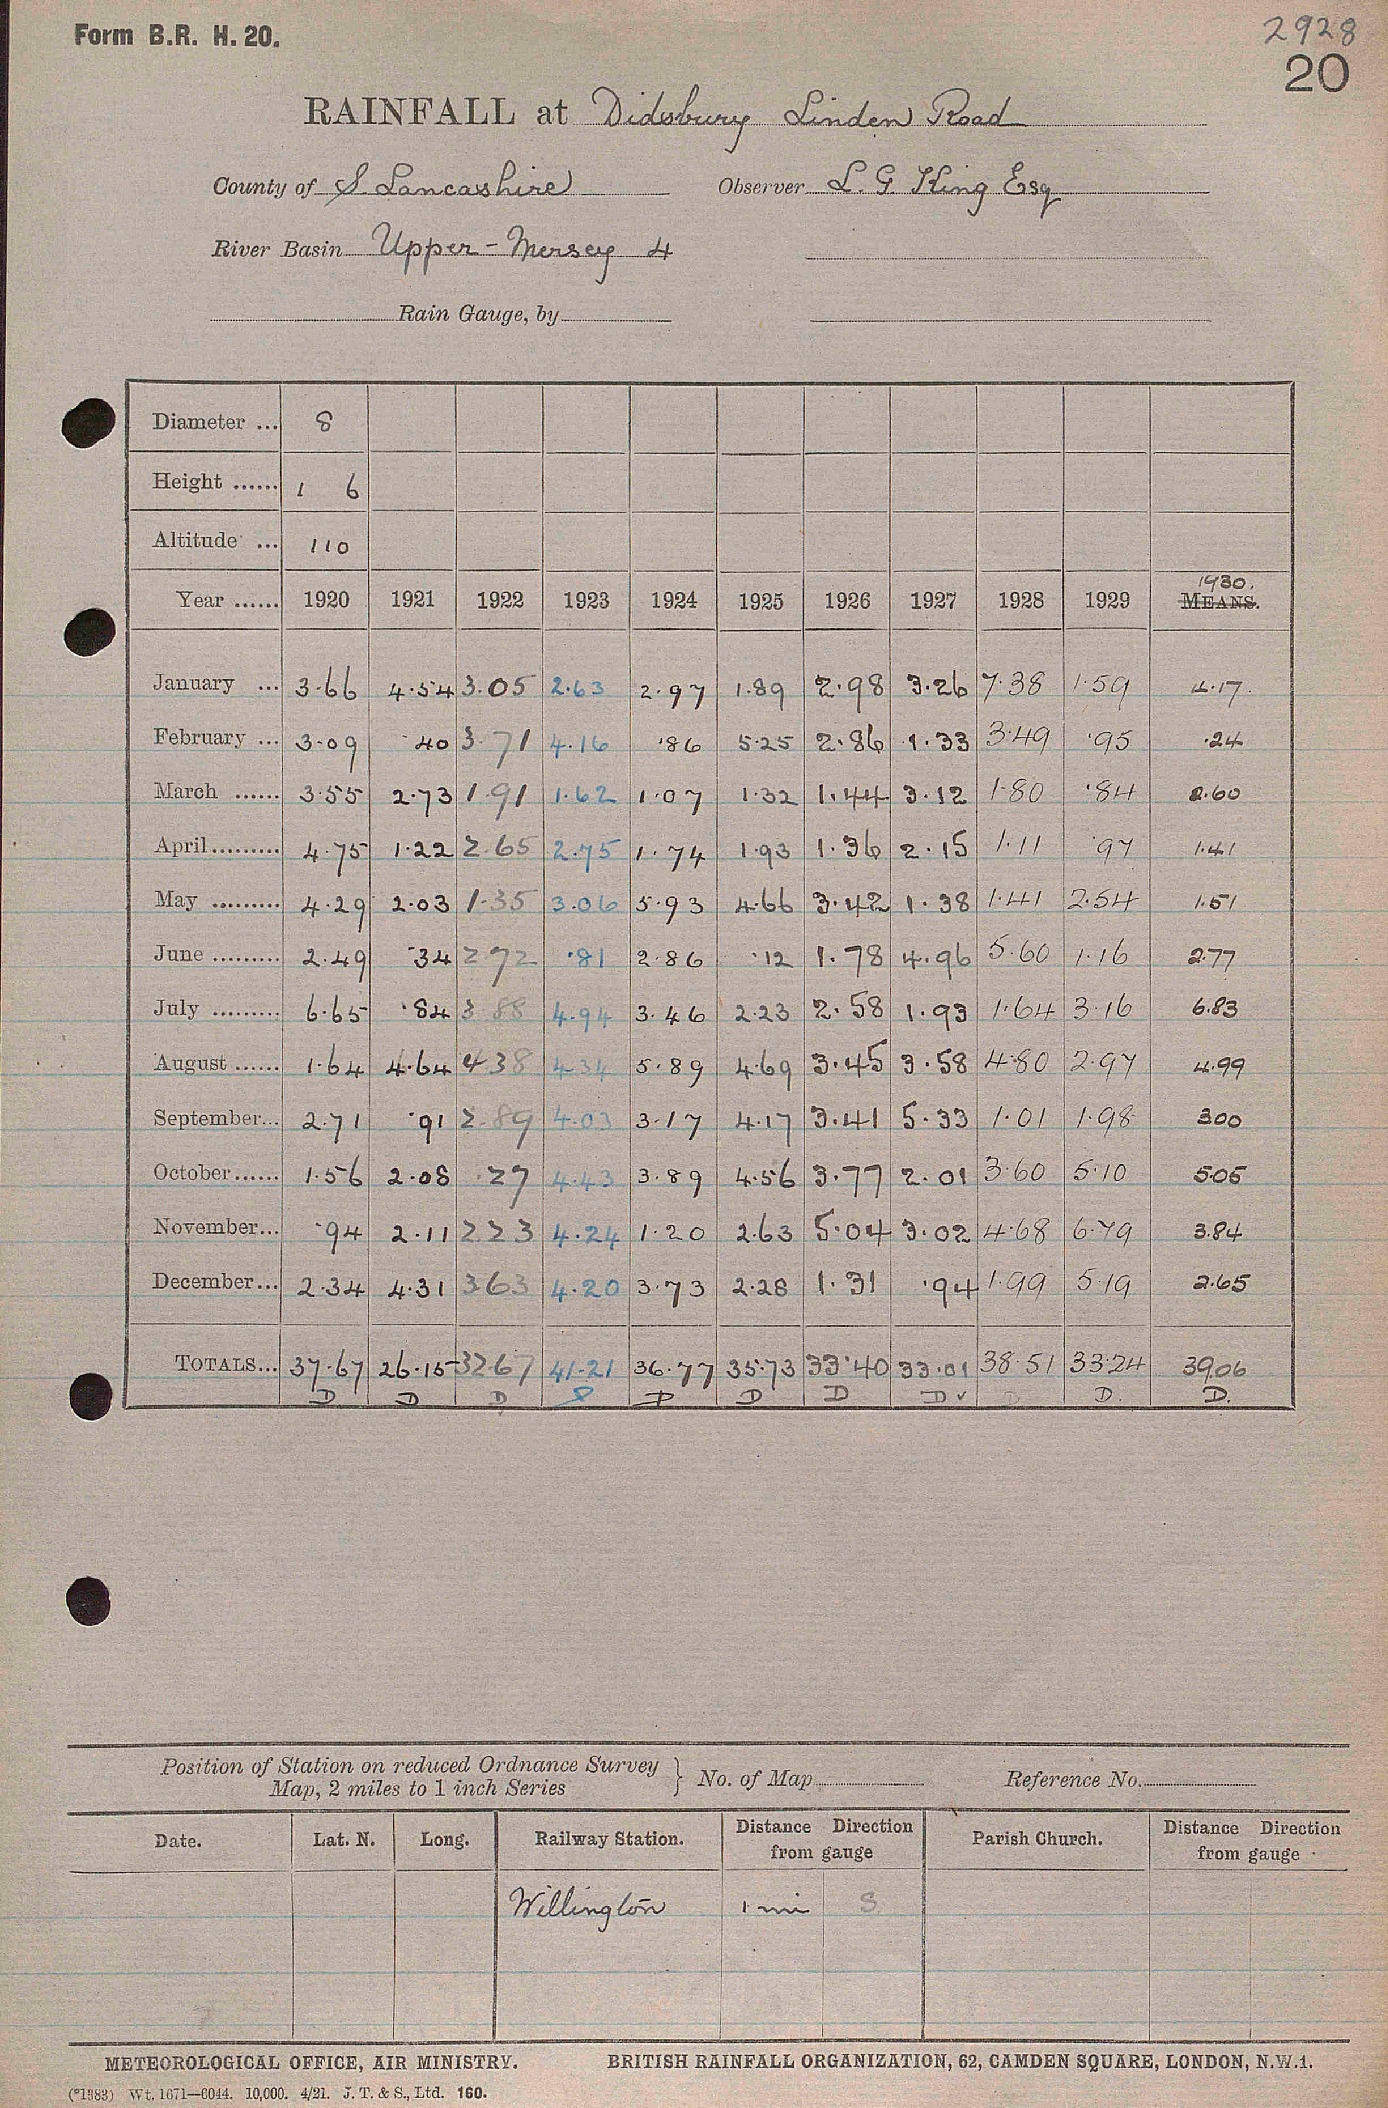 Form B.R. H. 20.
2928
20
RAINFALL at Didsbury Linden Road
County of S. Lancashire Observer L. G. King Esq
River Basin Upper - Mersey 4
Rain Gauge, by
Diameter ... 8
Height ...... 1 6
Altitude ... 110
1930.
Year ...... 1920 1921 1922 1923 1924 1925 1926 1927 1928 1929 MEANS.
January ... 3.66 4.54 3.05 2.63 2.97 1.89 2.98 3.26 7.38 1.59 4.17.
February ... 3.09 .40 3.71 4.16 .86 5.25 2.86 1.33 3.49 .95 .24
March ...... 3.55 2.73 1.91 1.62 1.07 1.32 1.44 3.12 1.80 .84 2.60
April......... 4.75 1.22 2.65 2.75 1.74 1.93 1.36 2.15 1.11 .97 1.41
May ......... 4.29 2.03 1.35 3.06 5.93 4.66 3.42 1.38 1.41 2.54 1.51
June ......... 2.49 .34 2.72 .81 2.86 .12 1.78 4.96 5.60 1.16 2.77
July ......... 6.65 .84 3.88 4.94 3.46 2.23 2.58 1.93 1.64 3.16 6.83
August ...... 1.64 4.64 4.38 4.34 5.89 4.69 3.45 3.58 4.80 2.97 4.99
September... 2.71 .91 2.89 4.03 3.17 4.17 3.41 5.33 1.01 1.98 3.00
October...... 1.56 2.08 .27 4.43 3.89 4.56 3.77 2.01 3.60 5.10 5.05
November... .94 2.11 2.23 4.24 1.20 2.63 5.04 3.02 4.68 6.79 3.84
December... 2.34 4.31 3.63 4.20 3.73 2.28 1.31 .94 1.99 5.19 2.65
TOTALS... 37.67 26.15 32.67 41.21 36.77 35.73 33.40 33.01 38.51 33.24 39.06
D D D D D D D D ✓ D D. D.
Position of Station on reduced Ordnance Survey
Map, 2 miles to 1 inch Series } No. of Map Reference No.
Date. Lat. N. Long. Railway Station. Distance Direction from gauge Parish Church. Distance Direction from gauge
Willington 1 mi S
METEOROLOGICAL OFFICE, AIR MINISTRY. BRITISH RAINFALL ORGANIZATION, 62, CAMDEN SQUARE, LONDON, N.W.1.
(*1383) Wt. 1671—6044. 10,000. 4/21. J. T. & S., Ltd. 160.